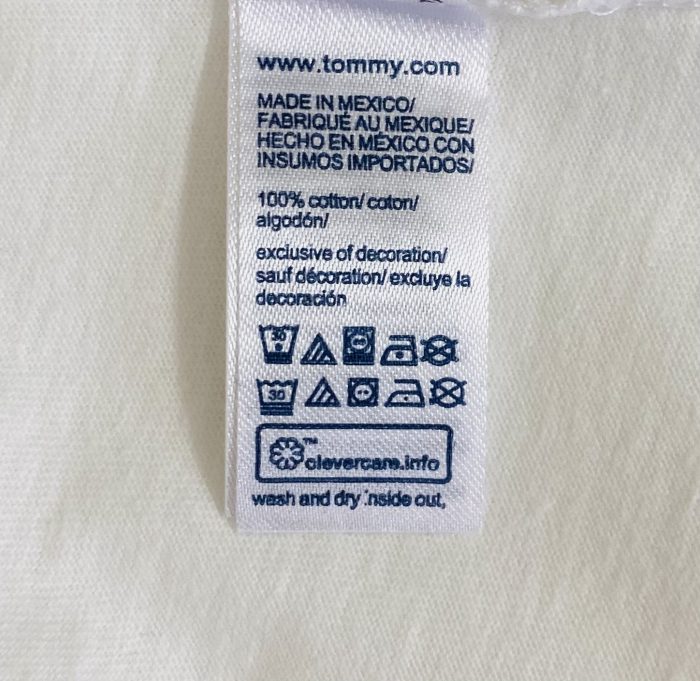 www.tommy.com
MADE IN MEXICO/
FABRIQUÉ AU MEXIQUE/
HECHO EN MÉXICO CON
INSUMOS IMPORTADOS/
100% cotton/ coton/
algodón/
exclusive of decoration/
sauf décoration/ excluye la
decoración
30
30
™
clevercare.info
wash and dry inside out,